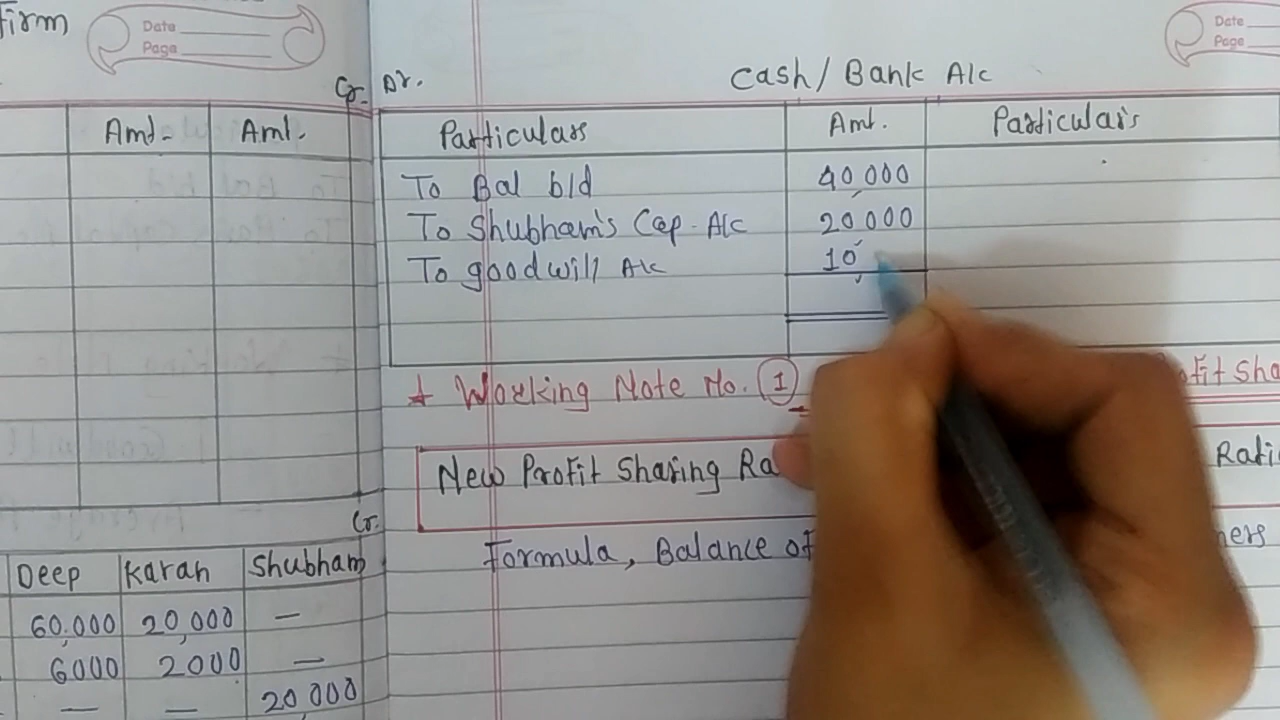 Firm
Date
Page
Cr.
Amt. Amt.
Cr.
Deep Karan Shubham
60,000 20,000 —
6000 2000 —
— — 20,000
Date
Page
Dr. Cash/Bank A/c
Particulars Amt. Particulars
To Bal b/d 40,000
To Shubham's Cap. A/c 20,000
To goodwill A/c 10
Working Note No. 1
New Profit Sharing
Formula, Balance of